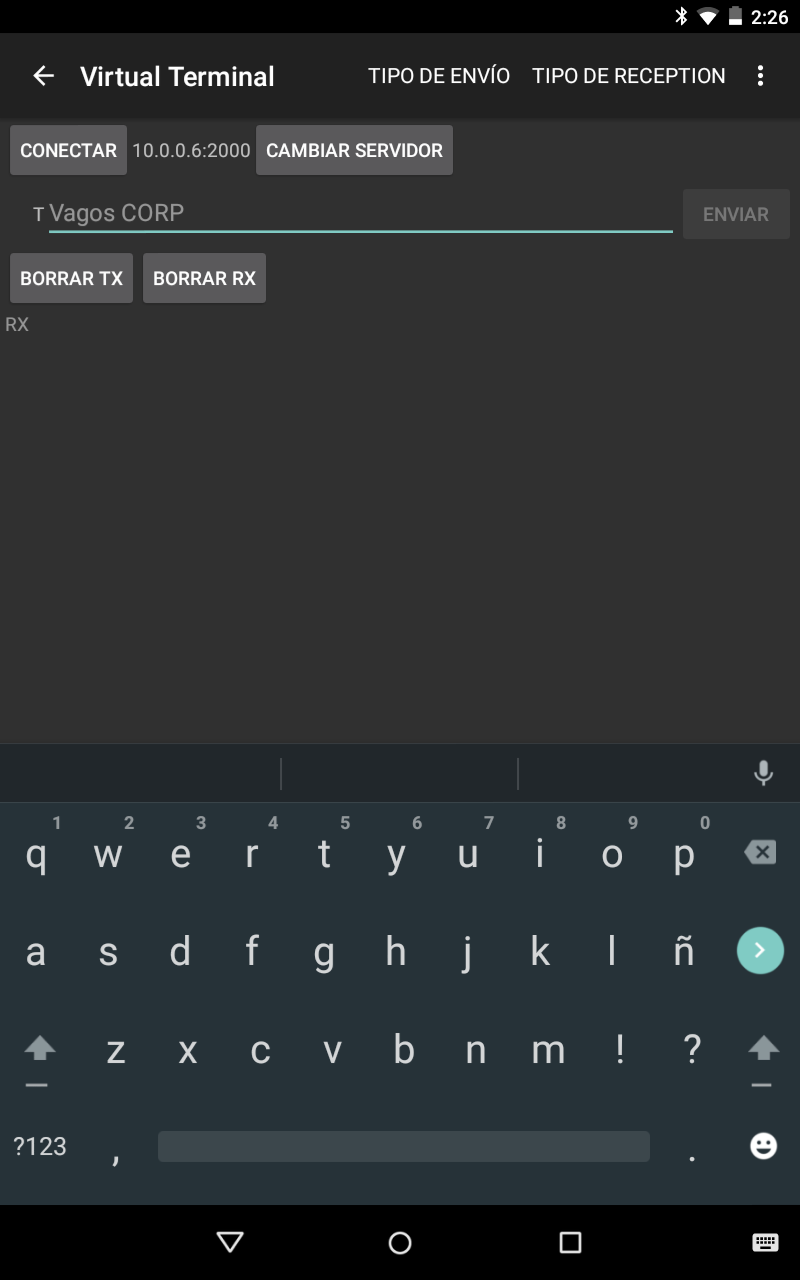 2:26
Virtual Terminal TIPO DE ENVÍO TIPO DE RECEPTION
CONECTAR 10.0.0.6:2000 CAMBIAR SERVIDOR
T Vagos CORP ENVIAR
BORRAR TX BORRAR RX
RX
1 2 3 4 5 6 7 8 9 0
q w e r t y u i o p
a s d f g h j k l ñ
z x c v b n m ! ?
?123 , .